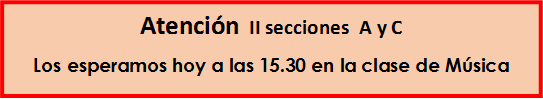 Atención II secciones A y C
Los esperamos hoy a las 15.30 en la clase de Música